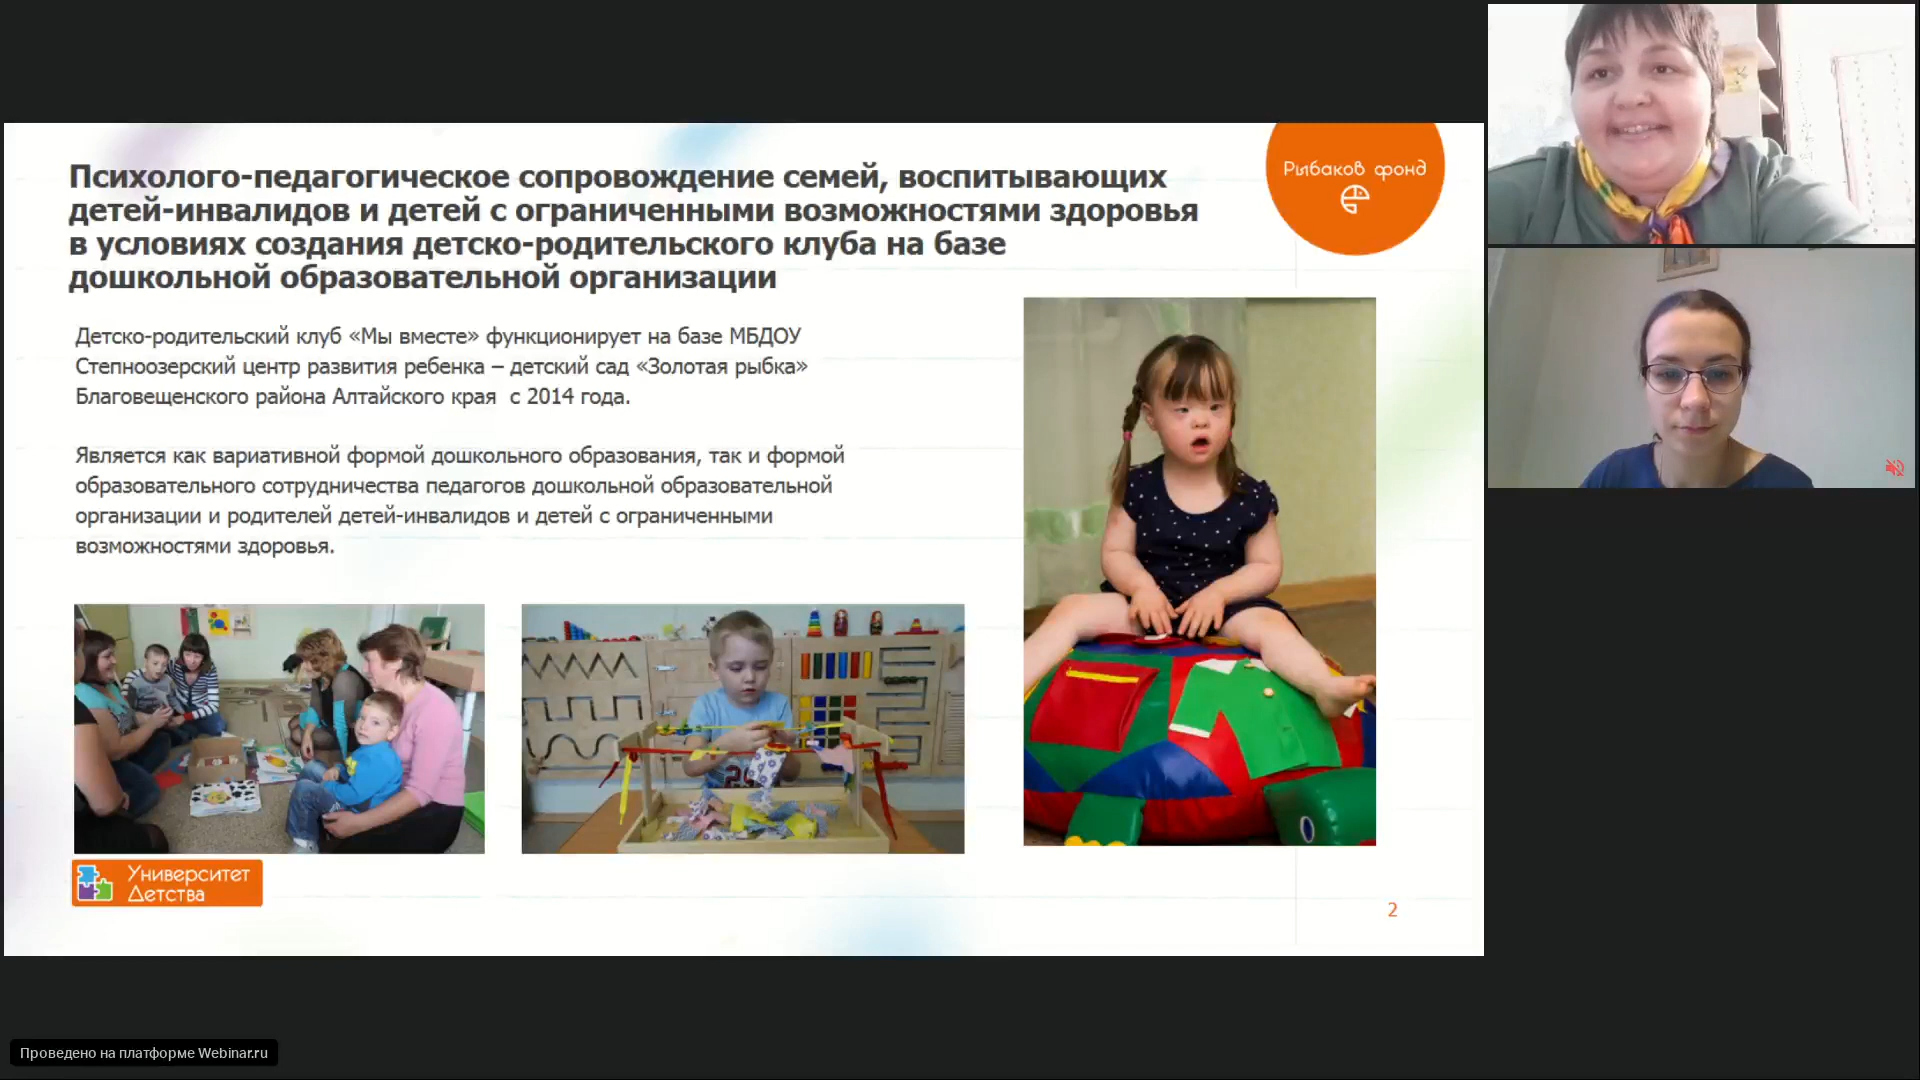 Психолого-педагогическое сопровождение семей, воспитывающих
детей-инвалидов и детей с ограниченными возможностями здоровья
в условиях создания детско-родительского клуба на базе
дошкольной образовательной организации
Рыбаков фонд
Детско-родительский клуб «Мы вместе» функционирует на базе МБДОУ
Степноозерский центр развития ребенка – детский сад «Золотая рыбка»
Благовещенского района Алтайского края с 2014 года.
Является как вариативной формой дошкольного образования, так и формой
образовательного сотрудничества педагогов дошкольной образовательной
организации и родителей детей-инвалидов и детей с ограниченными
возможностями здоровья.
Университет
Детства
2
Проведено на платформе Webinar.ru